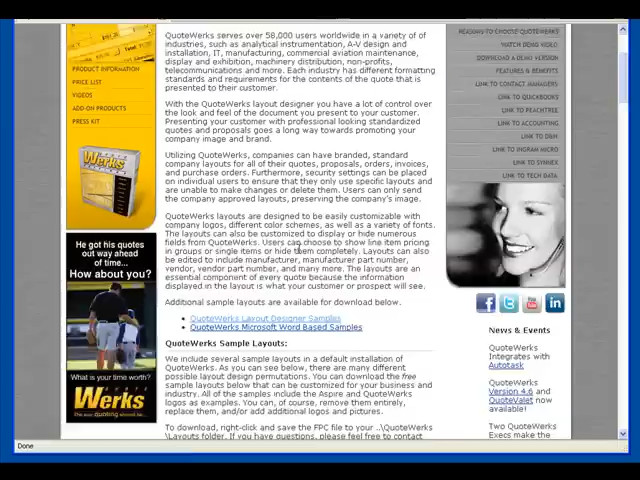 QuoteWerks serves over 58,000 users worldwide in a variety of of
industries, such as analytical instrumentation, A-V design and
installation, IT, manufacturing, commercial aviation maintenance,
display and exhibition, machinery distribution, non-profits,
telecommunications and more. Each industry has different formatting
standards and requirements for the contents of the quote that is
presented to their customer.
With the QuoteWerks layout designer you have a lot of control over
the look and feel of the document you present to your customer.
Presenting your customer with professional looking standardized
quotes and proposals goes a long way towards promoting your
company image and brand.
Utilizing QuoteWerks, companies can have branded, standard
company layouts for all of their quotes, proposals, orders, invoices,
and purchase orders. Furthermore, security settings can be placed
on individual users to ensure that they only use specific layouts and
are unable to make changes or delete them. Users can only send
the company approved layouts, preserving the company's image.
QuoteWerks layouts are designed to be easily customizable with
company logos, different color schemes, as well as a variety of fonts.
The layouts can also be customized to display or hide numerous
fields from QuoteWerks. Users can choose to show line item pricing
in groups or single items or hide them completely. Layouts can also
be edited to include manufacturer, manufacturer part number,
vendor, vendor part number, and many more. The layouts are an
essential component of every quote because the information
displayed in the layout is what your customer or prospect will see.
Additional sample layouts are available for download below.
QuoteWerks Layout Designer Samples
QuoteWerks Microsoft Word Based Samples
QuoteWerks Sample Layouts:
We include several sample layouts in a default installation of
QuoteWerks. As you can see below, there are many different
possible layout design permutations. You can download the free
sample layouts below that can be customized for your business and
industry. All of the samples include the Aspire and QuoteWerks
logos as examples. You can, of course, remove them entirely,
replace them, and/or add additional logos and pictures.
To download, right-click and save the FPC file to your ..\QuoteWerks
\Layouts folder. If you have questions, please feel free to contact
PRODUCT INFORMATION
PRICE LIST
VIDEOS
ADD-ON PRODUCTS
PRESS KIT
Werks
He got his quotes
out way ahead
of time...
How about you?
What is your time worth?
QUOTE
Werks
REASONS TO CHOOSE QUOTEWERKS
WATCH DEMO VIDEO
DOWNLOAD A DEMO VERSION
FEATURES & BENEFITS
LINK TO CONTACT MANAGERS
LINK TO QUICKBOOKS
LINK TO PEACHTREE
LINK TO ACCOUNTING
LINK TO D&H
LINK TO INGRAM MICRO
LINK TO SYNNEX
LINK TO TECH DATA
News & Events
QuoteWerks
Integrates with
Autotask
QuoteWerks
Version 4.6 and
QuoteValet now
available!
Two QuoteWerks
Execs make the
Done